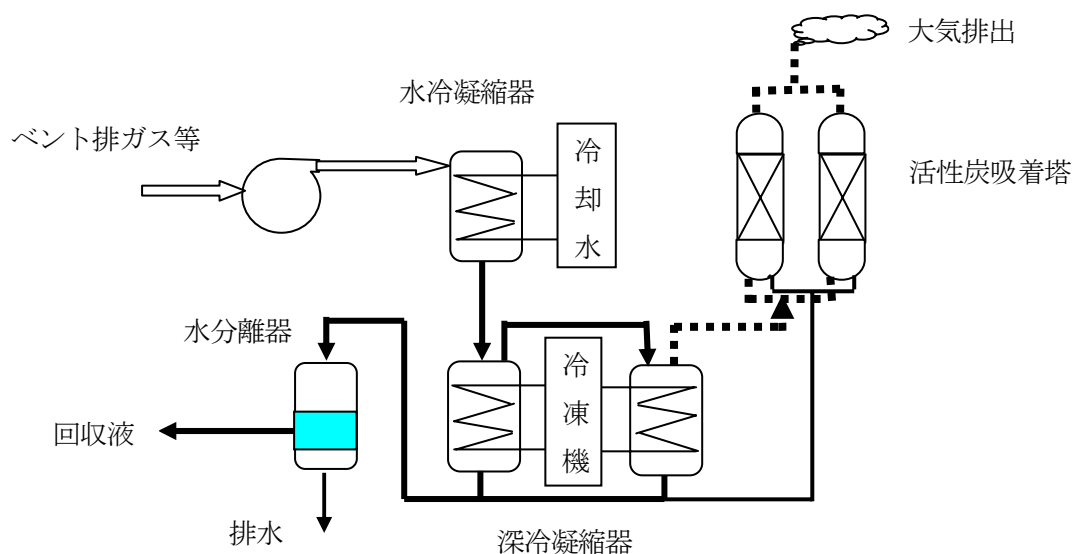 大気排出
水冷凝縮器
ベント排ガス等
冷却水
活性炭吸着塔
水分離器
冷凍機
回収液
排水
深冷凝縮器